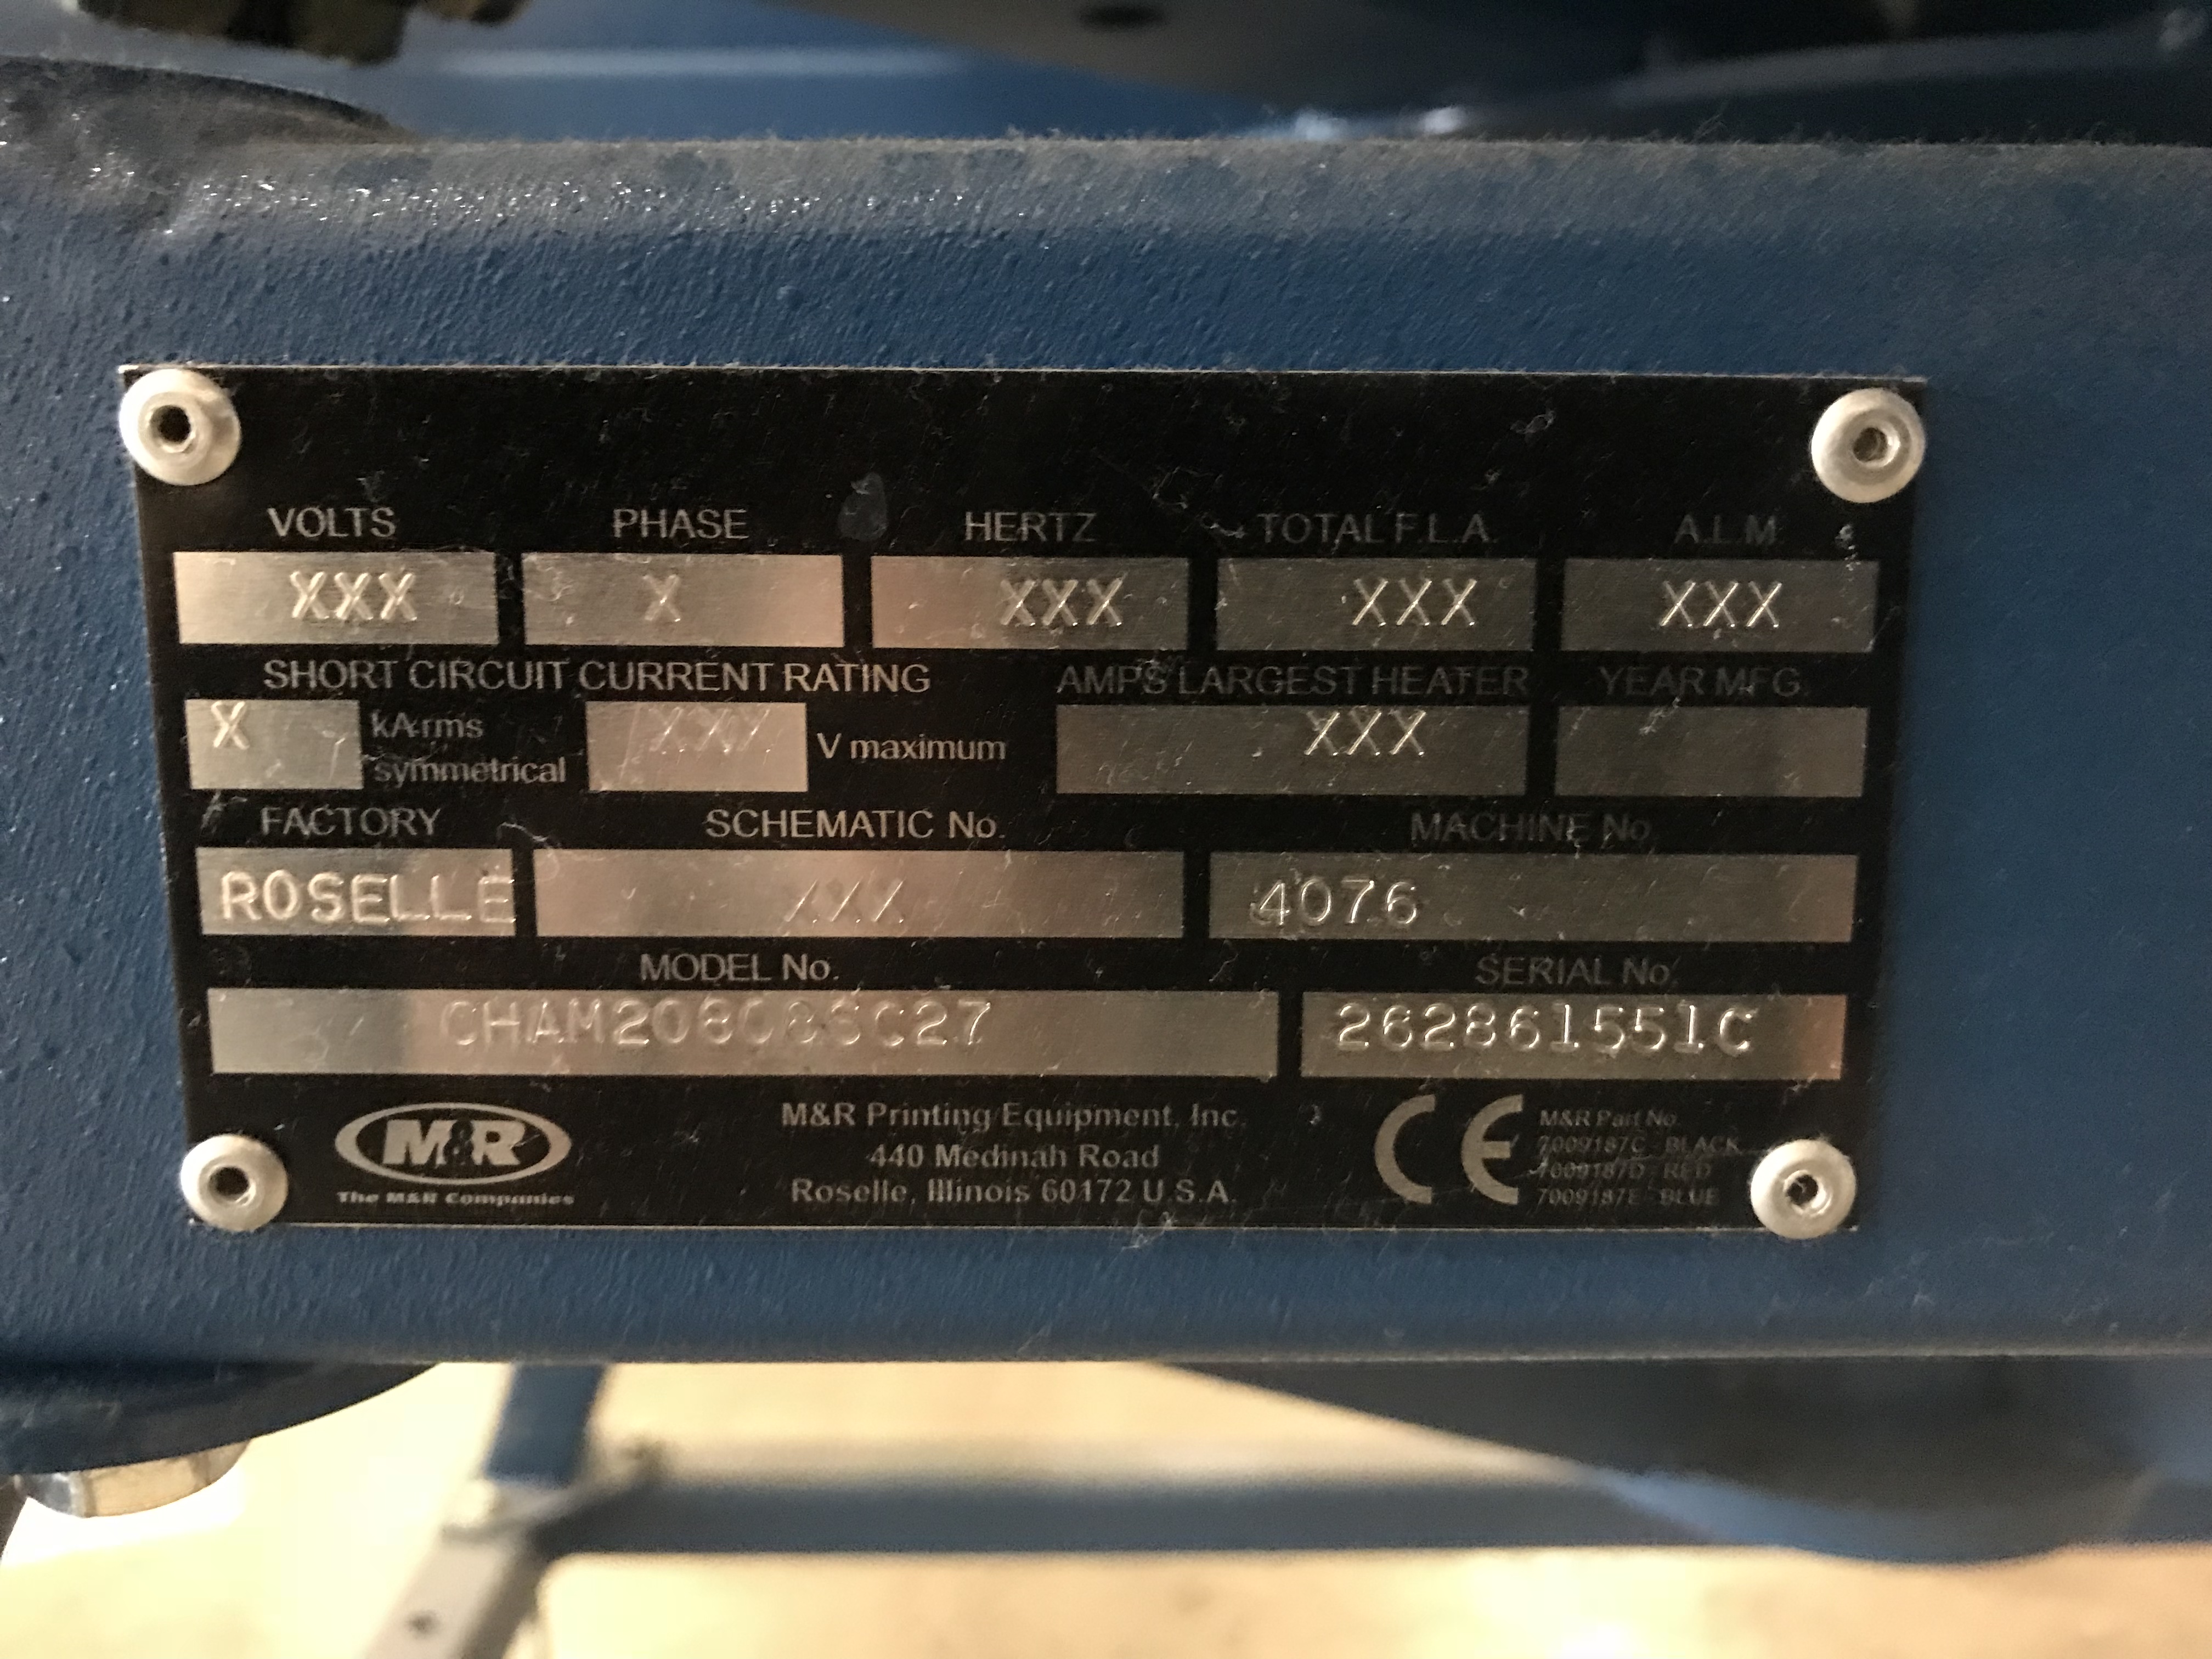 VOLTS PHASE HERTZ TOTAL F.L.A. A.L.M.
XXX X XXX XXX XXX
SHORT CIRCUIT CURRENT RATING AMPS LARGEST HEATER YEAR MFG.
X kA rms symmetrical XXX V maximum XXX
FACTORY SCHEMATIC No. MACHINE No.
ROSELLE XXX 4076
MODEL No. SERIAL No.
262861551C
M&R
The M&R Companies
M&R Printing Equipment, Inc.
440 Medinah Road
Roselle, Illinois 60172 U.S.A.
CE
M&R Part No.
7009187C - BLACK
7009187D - RED
7009187E - BLUE